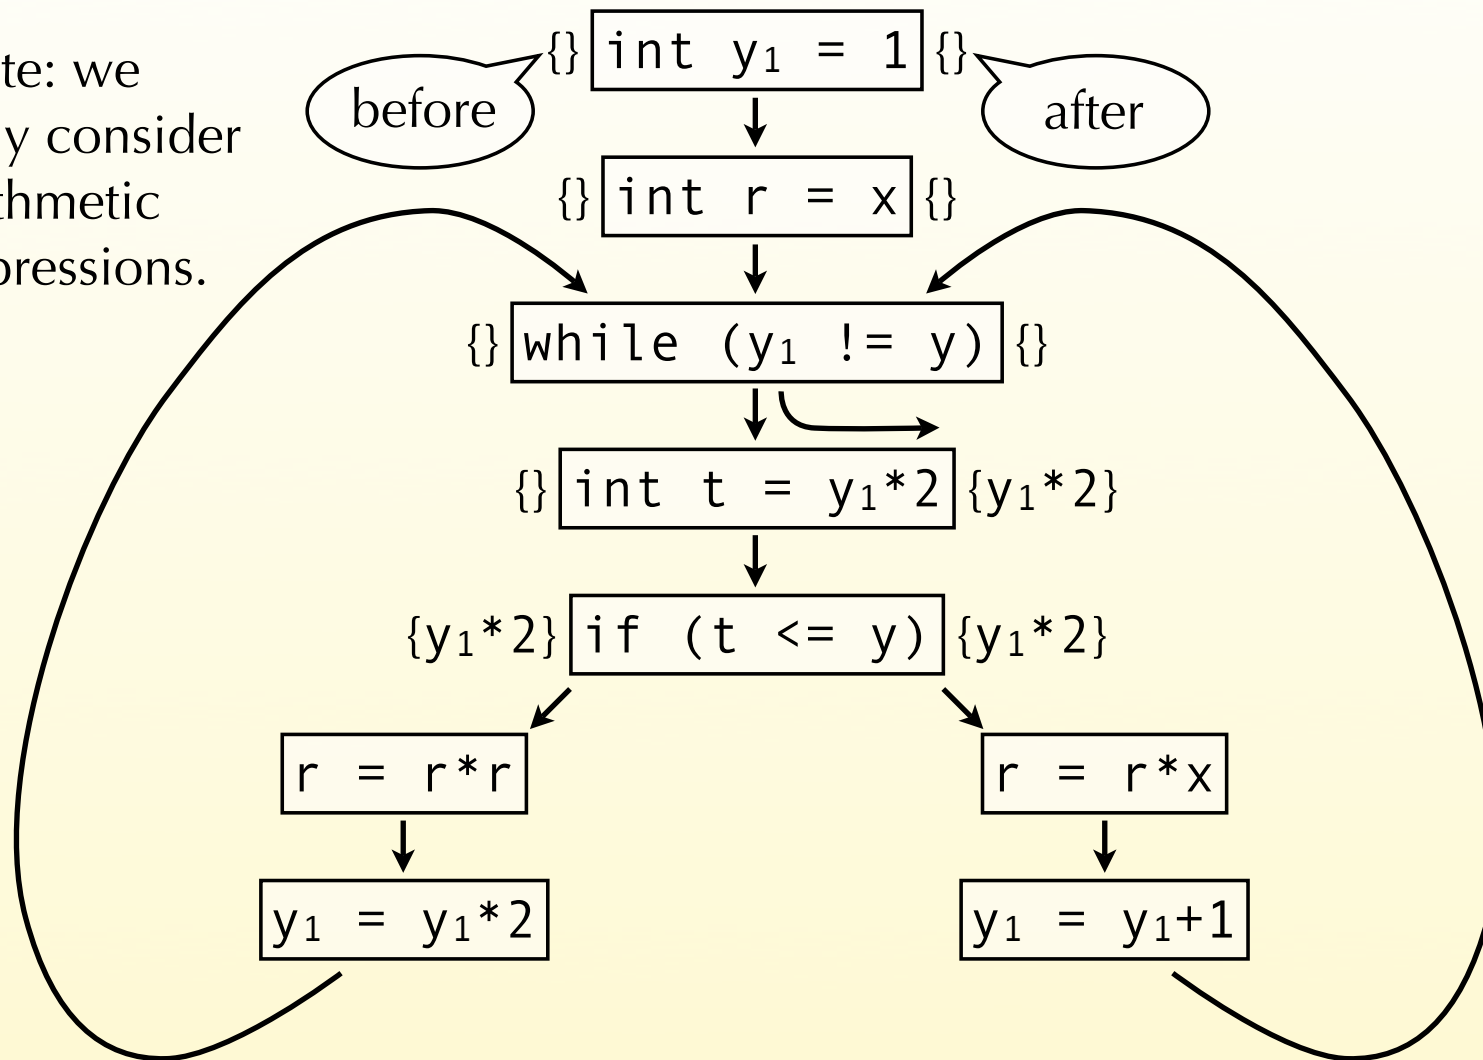 {} int y₁ = 1 {}
te: we
before
after
y consider
thmetic
{} int r = x {}
pressions.
{} while (y₁ != y) {}
{} int t = y₁*2 {y₁*2}
{y₁*2} if (t <= y) {y₁*2}
r = r*r
r = r*x
y₁ = y₁*2
y₁ = y₁+1